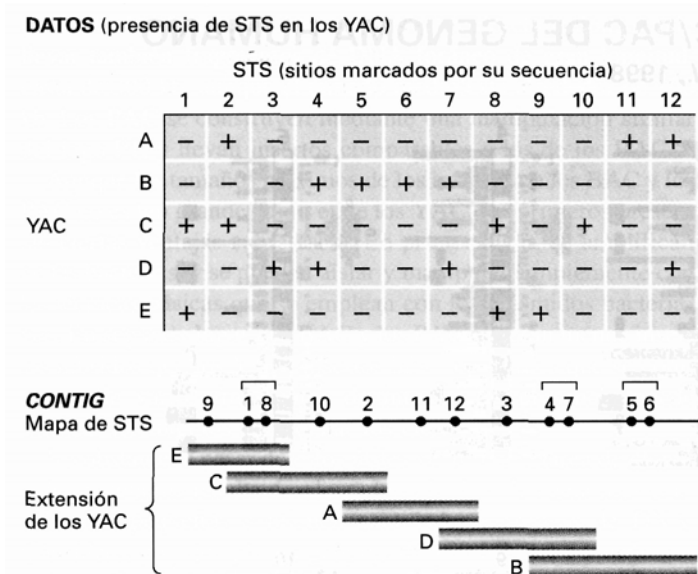 DATOS (presencia de STS en los YAC)
STS (sitios marcados por su secuencia)
1 2 3 4 5 6 7 8 9 10 11 12
A − + − − − − − − − − + +
B − − − + + + + − − − − −
YAC C + + − − − − − + − + − −
D − − + + − − + − − − − +
E + − − − − − − + + − − −
CONTIG
Mapa de STS 9 1 8 10 2 11 12 3 4 7 5 6
E
C
Extensión
de los YAC
A
D
B